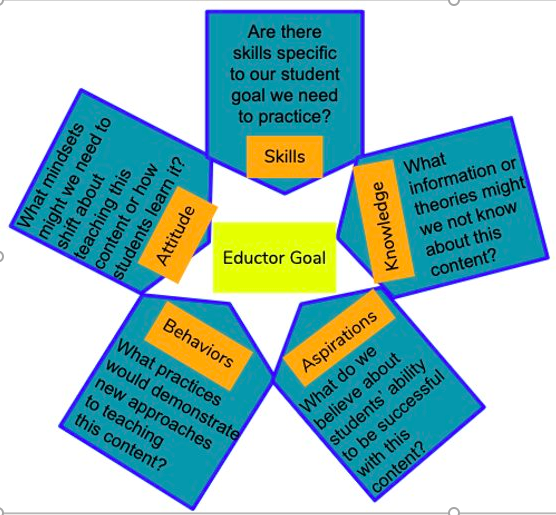 Are there
skills specific
to our student
goal we need
to practice?
Skills
What
information or
theories might
we not know
about this
content?
Knowledge
What do we
believe about
students' ability
to be successful
with this
content?
Aspirations
What practices
would demonstrate
new approaches
to teaching
this content?
Behaviors
What mindsets
might we need to
shift about
teaching this
content or how
students learn it?
Attitude
Eductor Goal